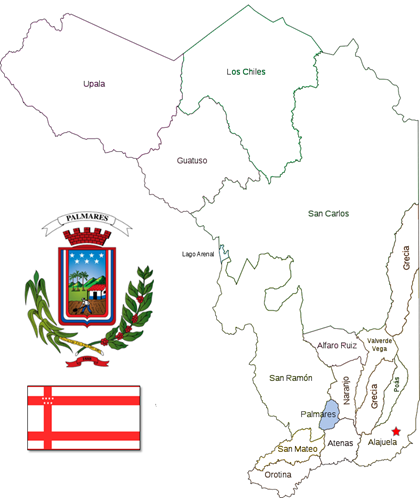 Los Chiles
Upala
Guatuso
San Carlos
PALMARES
Lago Arenal
Grecia
Alfaro Ruiz
Valverde
Vega
San Ramón
Naranjo
Grecia
Poás
Palmares
Atenas
Alajuela
San Mateo
Orotina